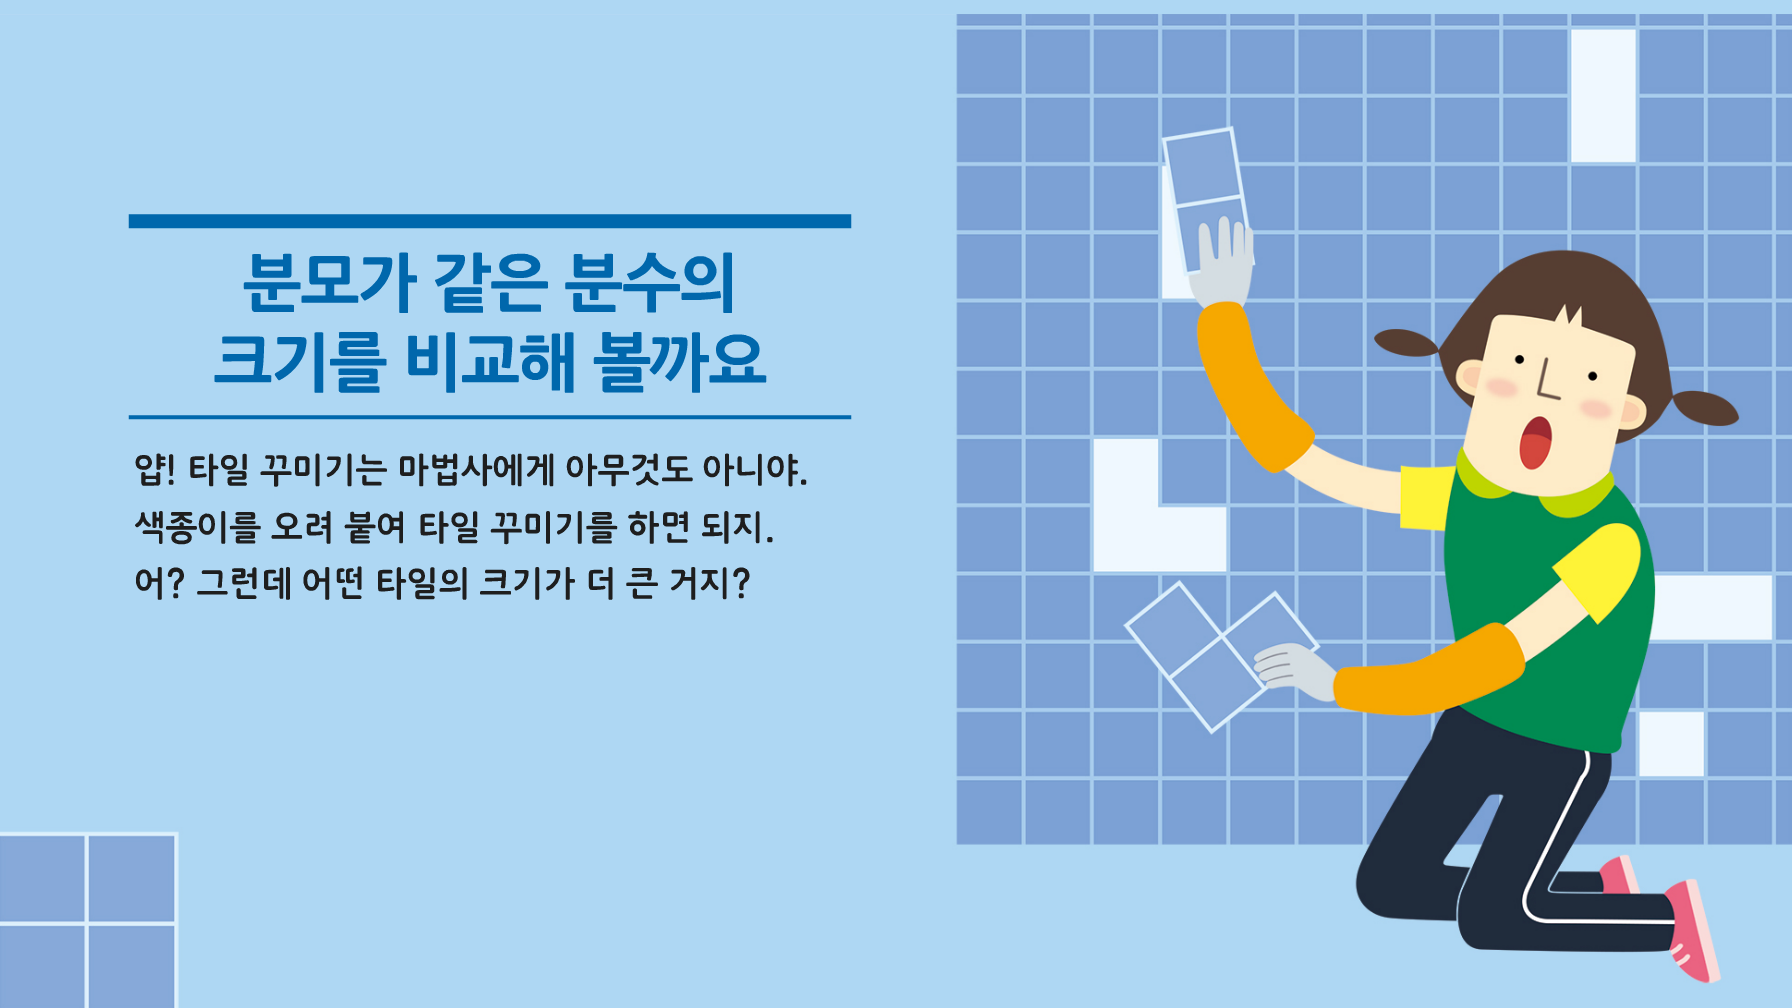 분모가 같은 분수의
크기를 비교해 볼까요
얍! 타일 꾸미기는 마법사에게 아무것도 아니야.
색종이를 오려 붙여 타일 꾸미기를 하면 되지.
어? 그런데 어떤 타일의 크기가 더 큰 거지?